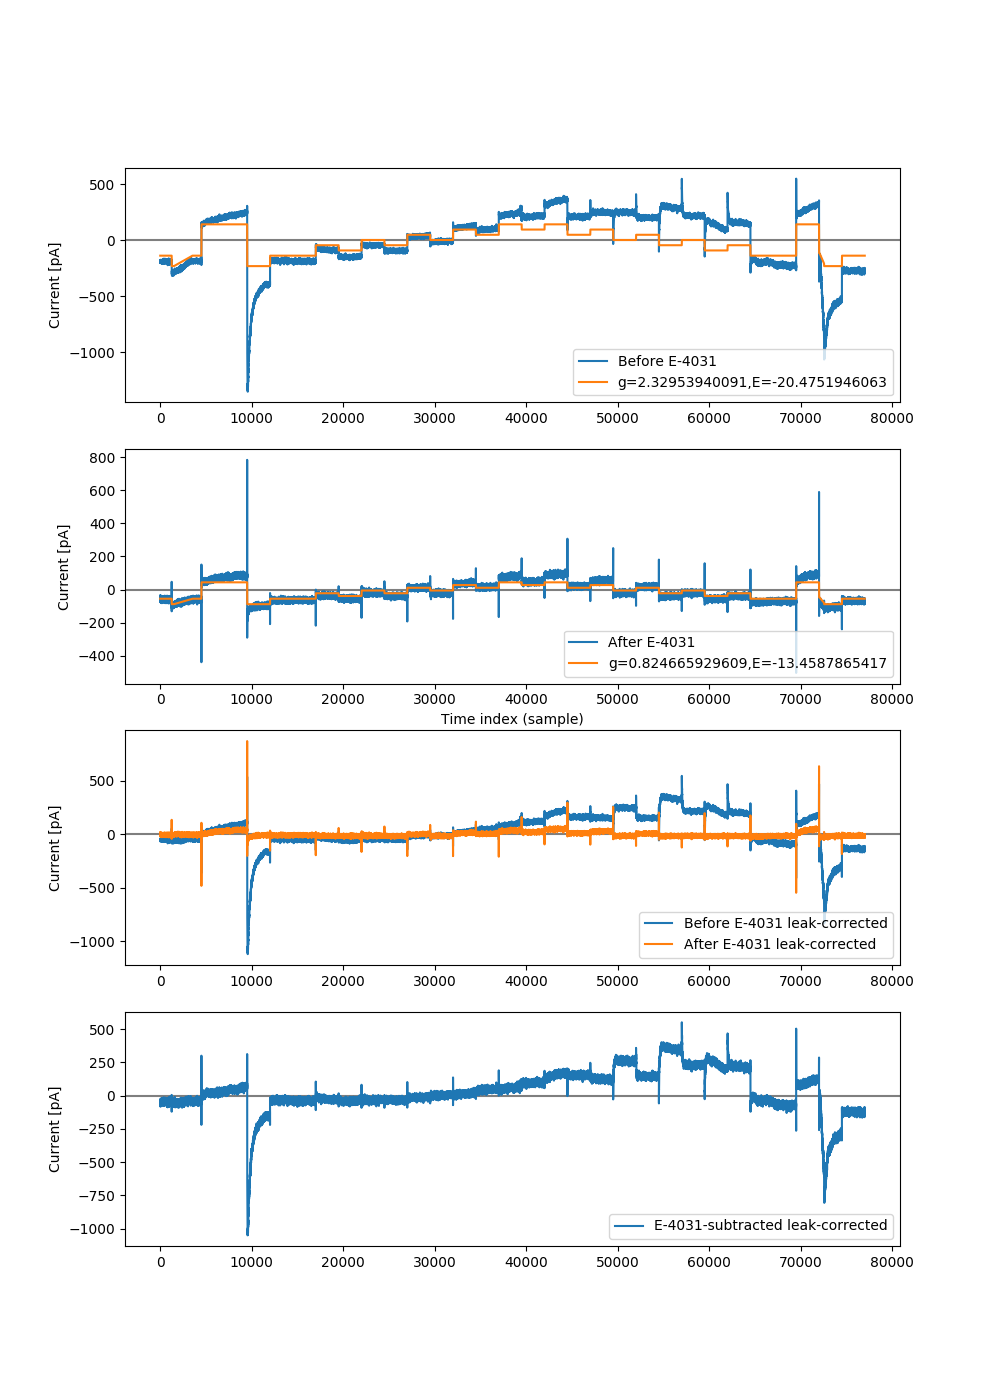 500
0
−500
−1000
Current [pA]
Before E-4031
g=2.32953940091,E=-20.4751946063
0 10000 20000 30000 40000 50000 60000 70000 80000
800
600
400
200
0
−200
−400
Current [pA]
After E-4031
g=0.824665929609,E=-13.4587865417
0 10000 20000 30000 40000 50000 60000 70000 80000
Time index (sample)
500
0
−500
−1000
Current [pA]
Before E-4031 leak-corrected
After E-4031 leak-corrected
0 10000 20000 30000 40000 50000 60000 70000 80000
500
250
0
−250
−500
−750
−1000
Current [pA]
E-4031-subtracted leak-corrected
0 10000 20000 30000 40000 50000 60000 70000 80000